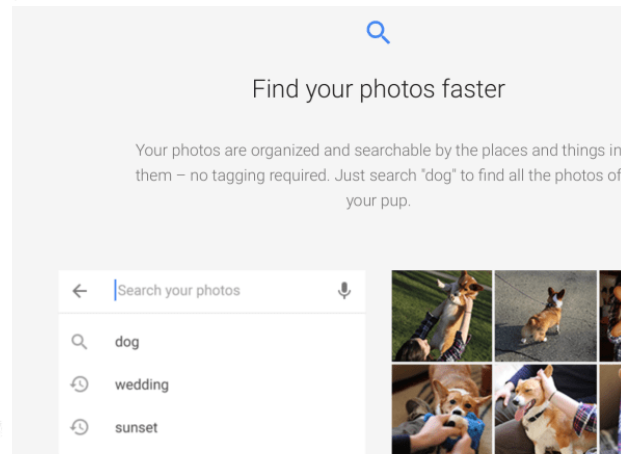 Find your photos faster
Your photos are organized and searchable by the places and things in
them – no tagging required. Just search "dog" to find all the photos of
your pup.
Search your photos
dog
wedding
sunset